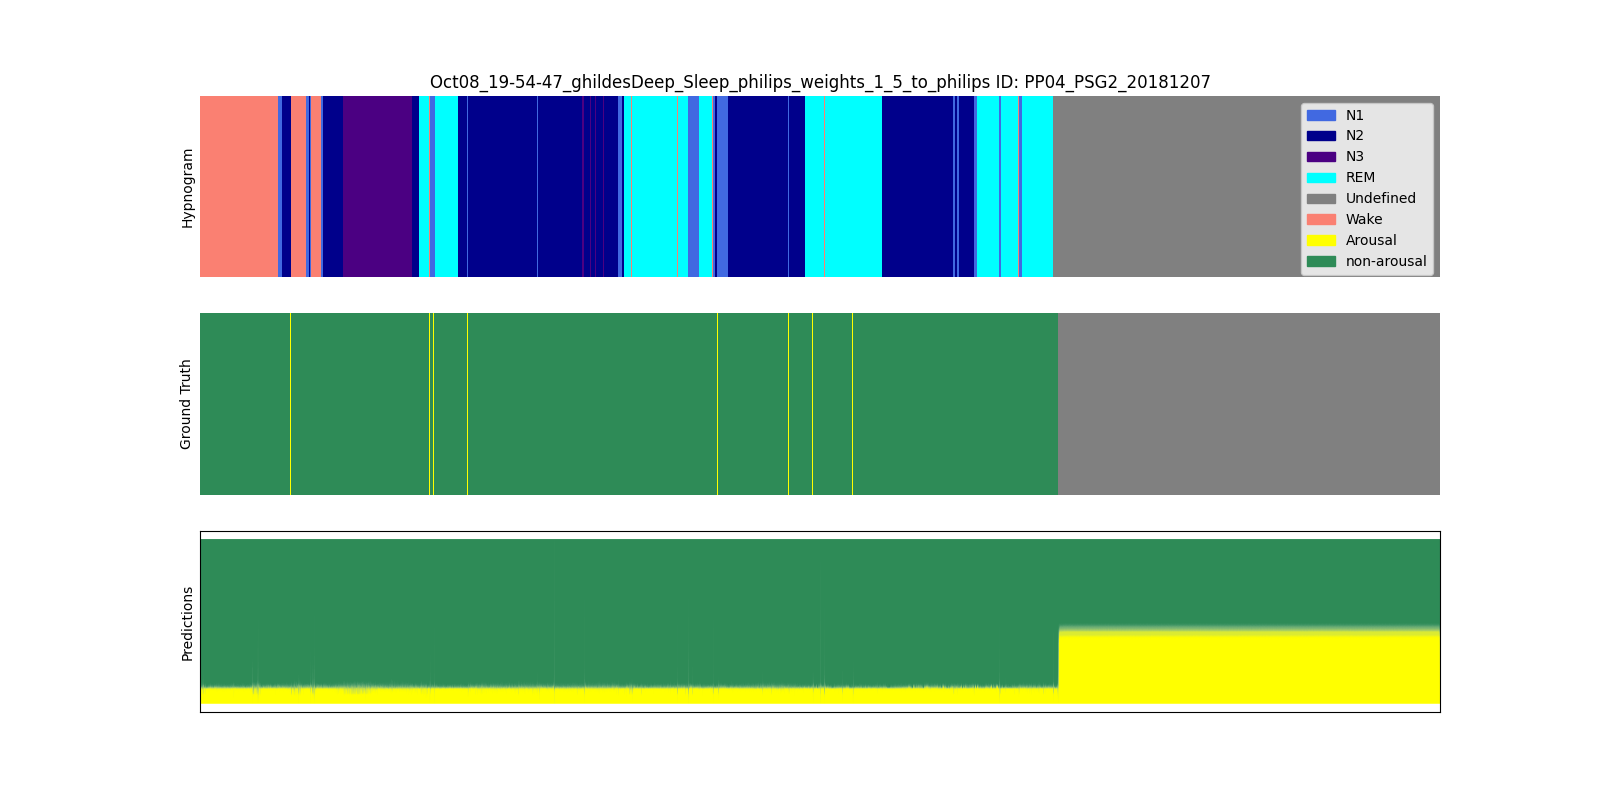 Oct08_19-54-47_ghildesDeep_Sleep_philips_weights_1_5_to_philips ID: PP04_PSG2_20181207
Hypnogram
N1
N2
N3
REM
Undefined
Wake
Arousal
non-arousal
Ground Truth
Predictions